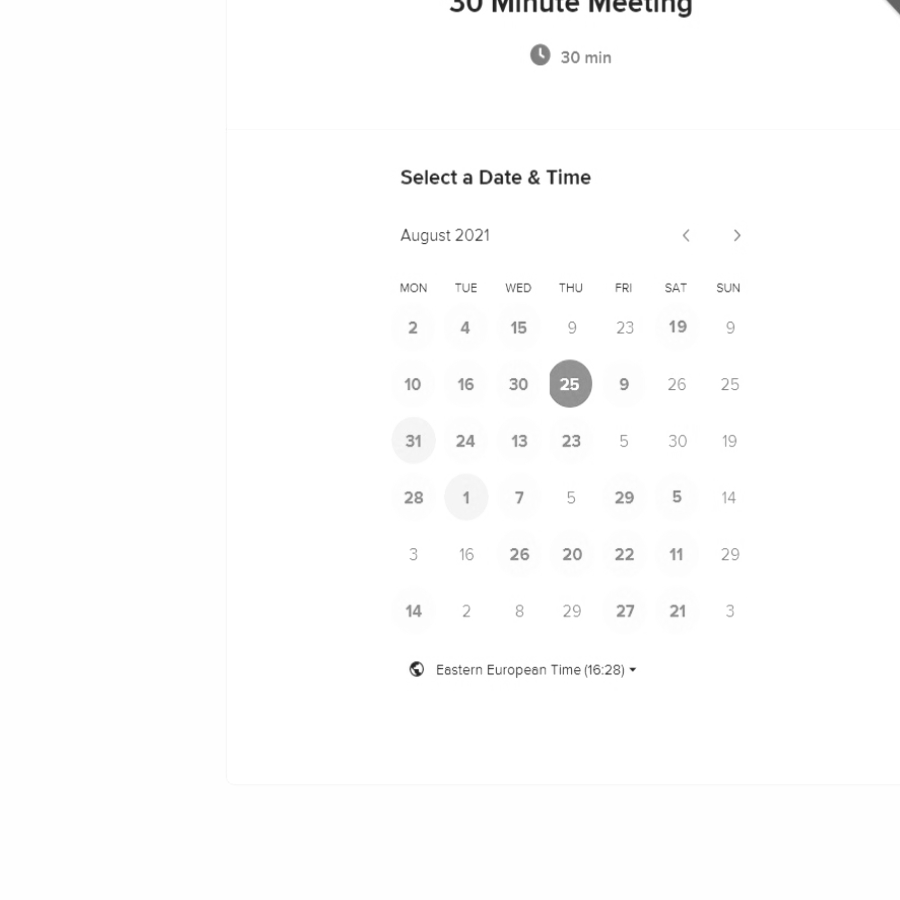 30 Minute Meeting
30 min
Select a Date & Time
August 2021
MON TUE WED THU FRI SAT SUN
2 4 15 9 23 19 9
10 16 30 25 9 26 25
31 24 13 23 5 30 19
28 1 7 5 29 5 14
3 16 26 20 22 11 29
14 2 8 29 27 21 3
Eastern European Time (16:28)